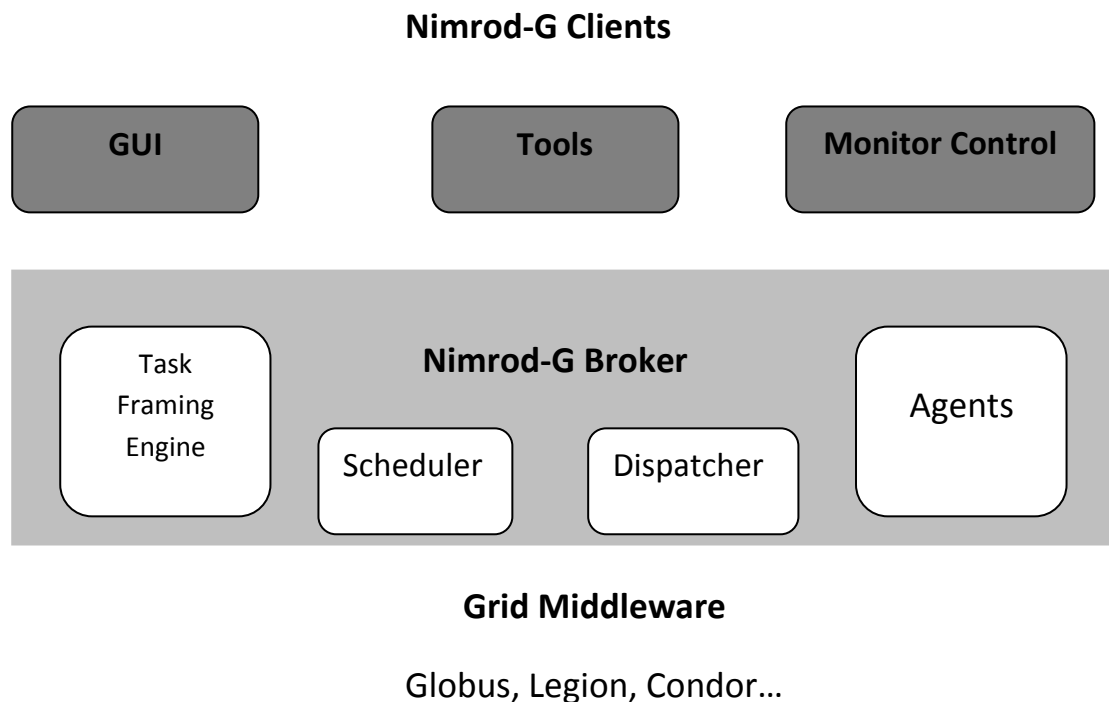 Nimrod-G Clients
GUI
Tools
Monitor Control
Nimrod-G Broker
Task
Framing
Engine
Scheduler
Dispatcher
Agents
Grid Middleware
Globus, Legion, Condor…